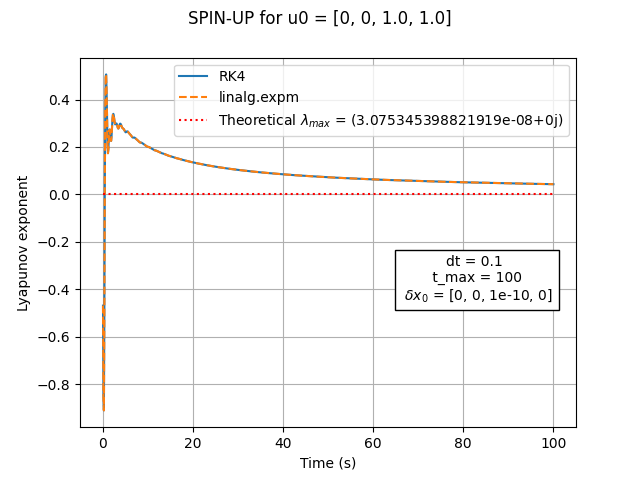 SPIN-UP for u0 = [0, 0, 1.0, 1.0]
RK4
linalg.expm
Theoretical λmax = (3.075345398821919e-08+0j)
0.4
0.2
0.0
−0.2
−0.4
−0.6
−0.8
Lyapunov exponent
dt = 0.1
t_max = 100
δx0 = [0, 0, 1e-10, 0]
0 20 40 60 80 100
Time (s)